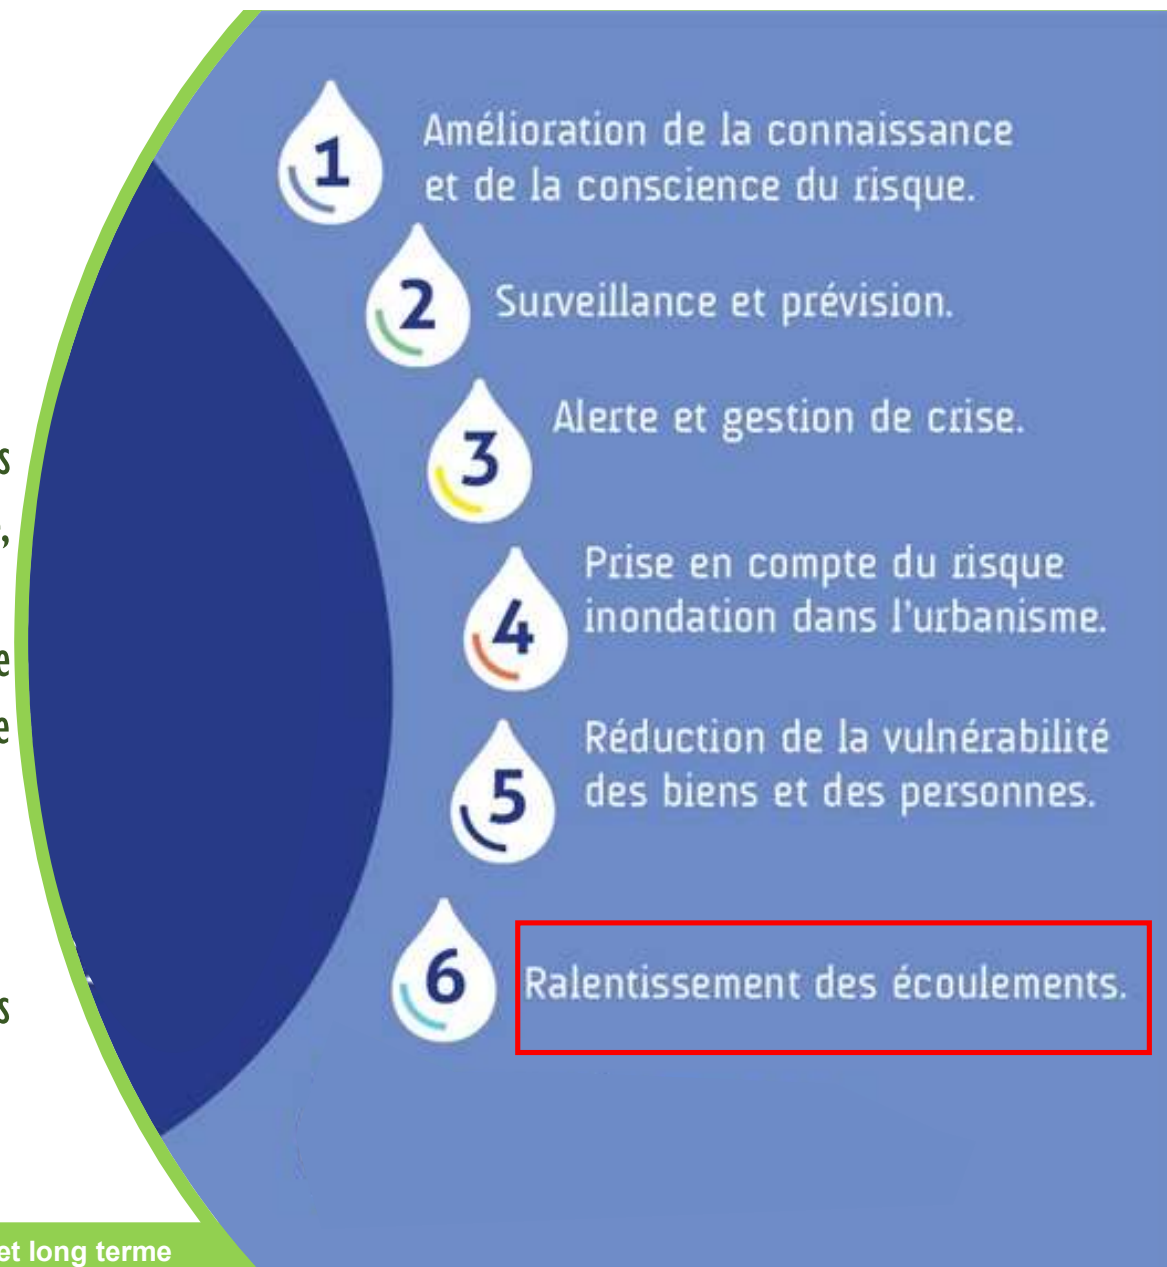 1
Amélioration de la connaissance
et de la conscience du risque.
2
Surveillance et prévision.
3
Alerte et gestion de crise.
4
Prise en compte du risque
inondation dans l'urbanisme.
5
Réduction de la vulnérabilité
des biens et des personnes.
6
Ralentissement des écoulements.
et long terme